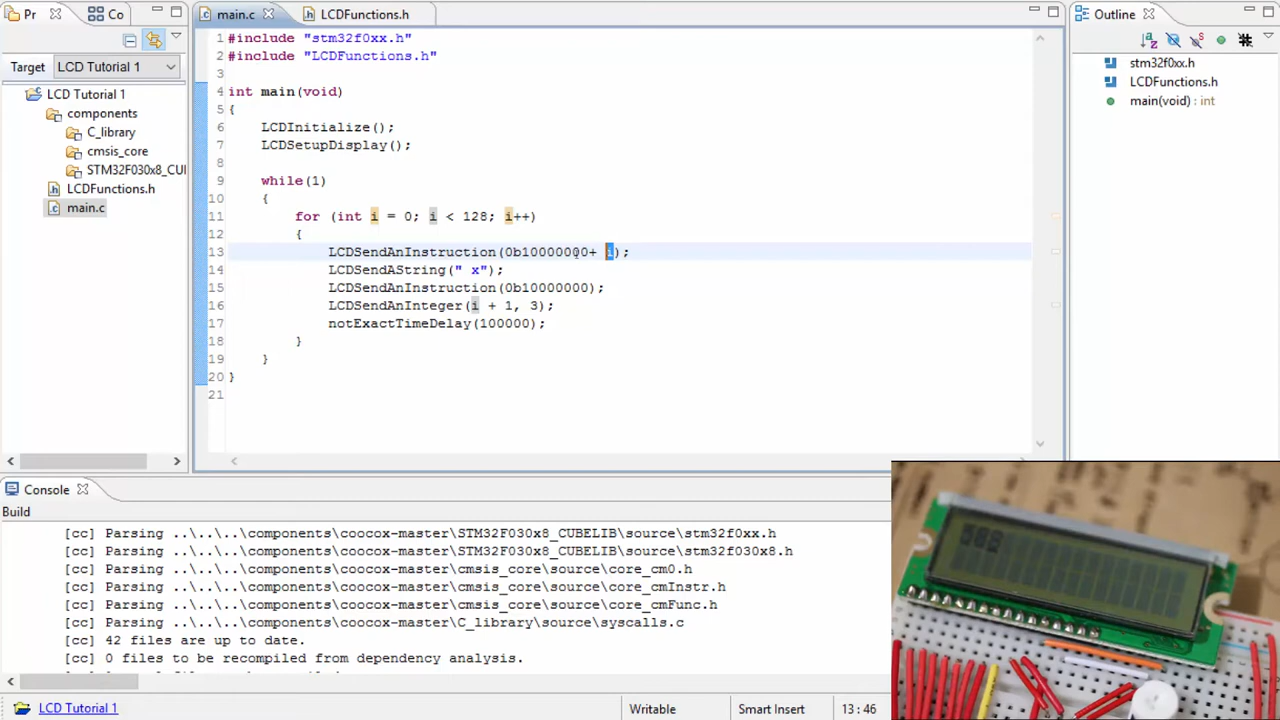 Pr
Co
Target
LCD Tutorial 1
LCD Tutorial 1
components
C_library
cmsis_core
STM32F030x8_CU
LCDFunctions.h
main.c
main.c
LCDFunctions.h
1 #include "stm32f0xx.h"
2 #include "LCDFunctions.h"
3
4 int main(void)
5 {
6 LCDInitialize();
7 LCDSetupDisplay();
8
9 while(1)
10 {
11 for (int i = 0; i < 128; i++)
12 {
13 LCDSendAnInstruction(0b10000000+ i);
14 LCDSendAString(" x");
15 LCDSendAnInstruction(0b10000000);
16 LCDSendAnInteger(i + 1, 3);
17 notExactTimeDelay(100000);
18 }
19 }
20 }
21
Outline
stm32f0xx.h
LCDFunctions.h
main(void) : int
Console
Build
[cc] Parsing ..\..\..\components\coocox-master\STM32F030x8_CUBELIB\source\stm32f0xx.h
[cc] Parsing ..\..\..\components\coocox-master\STM32F030x8_CUBELIB\source\stm32f030x8.h
[cc] Parsing ..\..\..\components\coocox-master\cmsis_core\source\core_cm0.h
[cc] Parsing ..\..\..\components\coocox-master\cmsis_core\source\core_cmInstr.h
[cc] Parsing ..\..\..\components\coocox-master\cmsis_core\source\core_cmFunc.h
[cc] Parsing ..\..\..\components\coocox-master\C_library\source\syscalls.c
[cc] 42 files are up to date.
[cc] 0 files to be recompiled from dependency analysis.
LCD Tutorial 1
Writable
Smart Insert
13 : 46